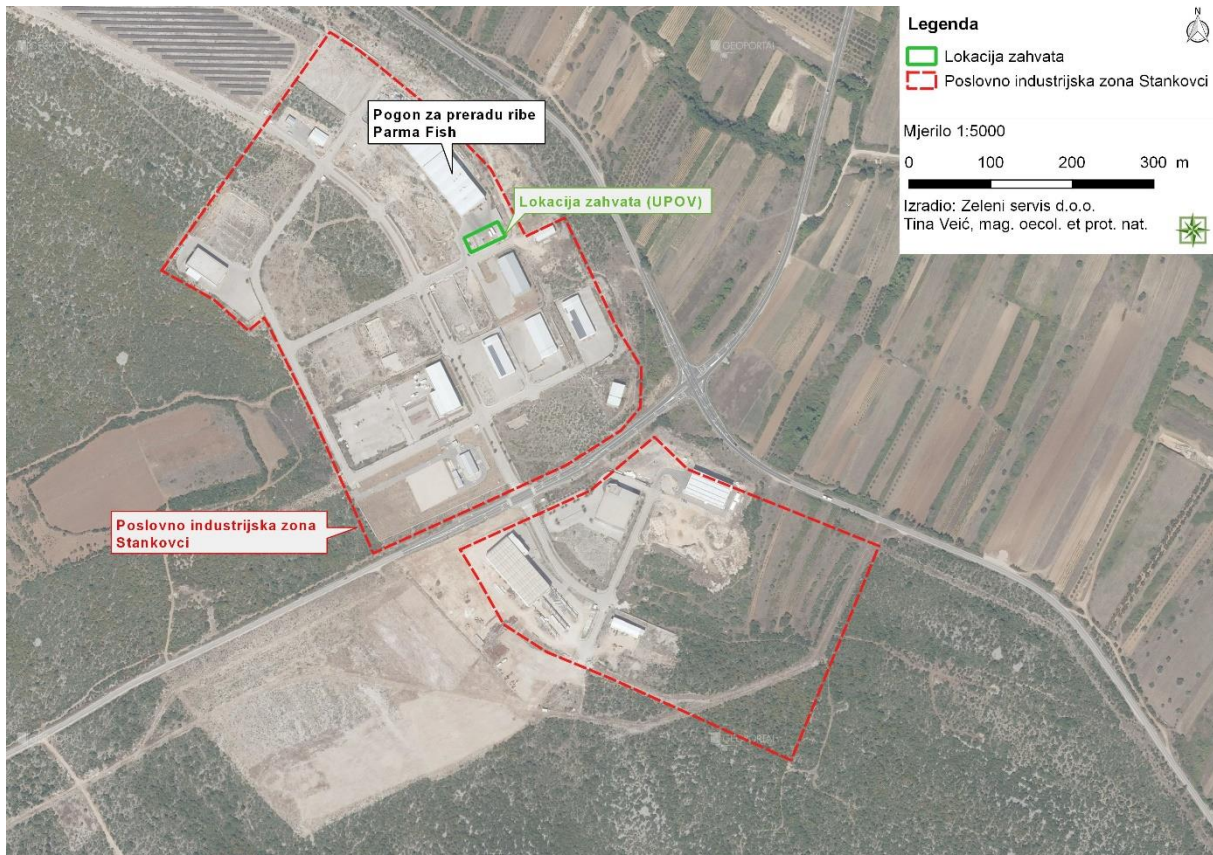 Legenda
N
Lokacija zahvata
Poslovno industrijska zona Stankovci
Mjerilo 1:5000
0 100 200 300 m
Izradio: Zeleni servis d.o.o.
Tina Veić, mag. oecol. et prot. nat.
GEOPORTAL
Pogon za preradu ribe
Parma Fish
Lokacija zahvata (UPOV)
Poslovno industrijska zona
Stankovci